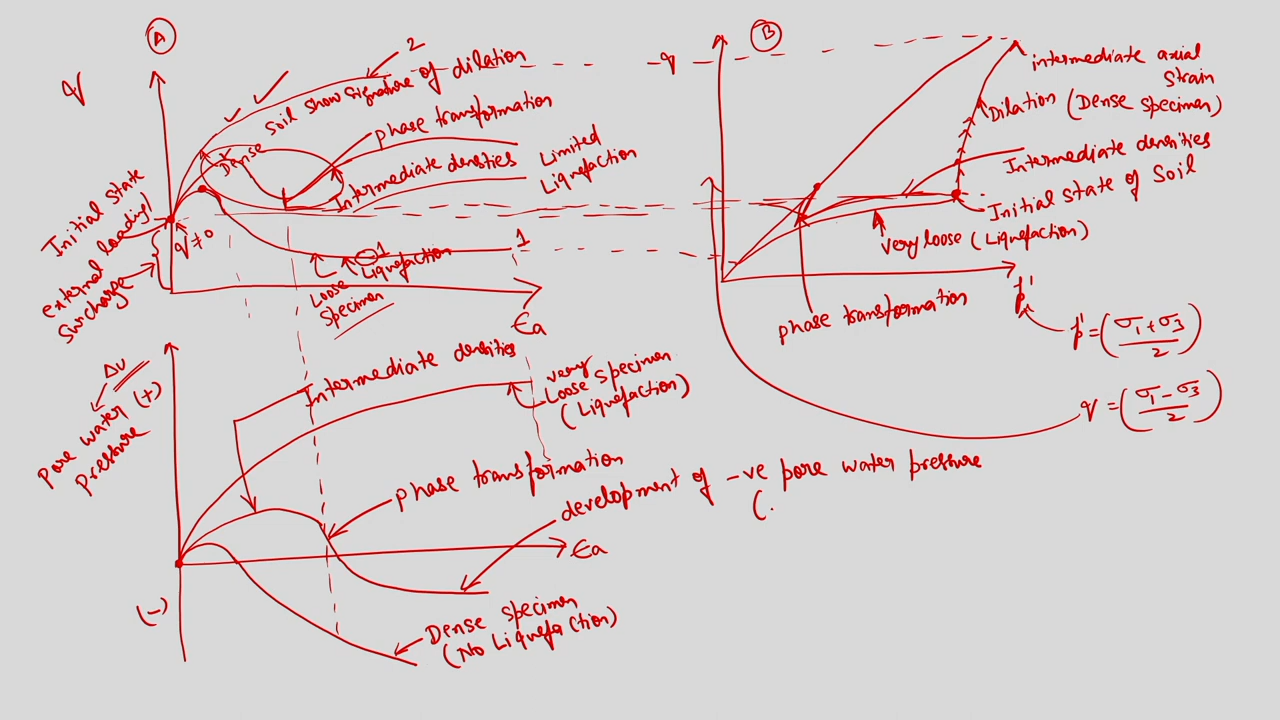 A
q
2
soil show signature of dilation
Dense
phase transformation
Intermediate densities
Limited
Liquefaction
Initial state
external loading/
surcharge
q≠0
1
1
Liquefaction
Loose
Specimen
εa
B
q
intermediate axial
strain
Dilation (Dense specimen)
Intermediate densities
Initial state of soil
very loose (Liquefaction)
p'
phase transformation
p' = (σ1 + σ3 / 2)
q = (σ1 - σ3 / 2)
Δu
Pore water (+)
pressure
Intermediate densities
very
Loose specimen
(Liquefaction)
phase transformation
development of -ve pore water pressure
(.
εa
(-)
Dense specimen
(No Liquefaction)